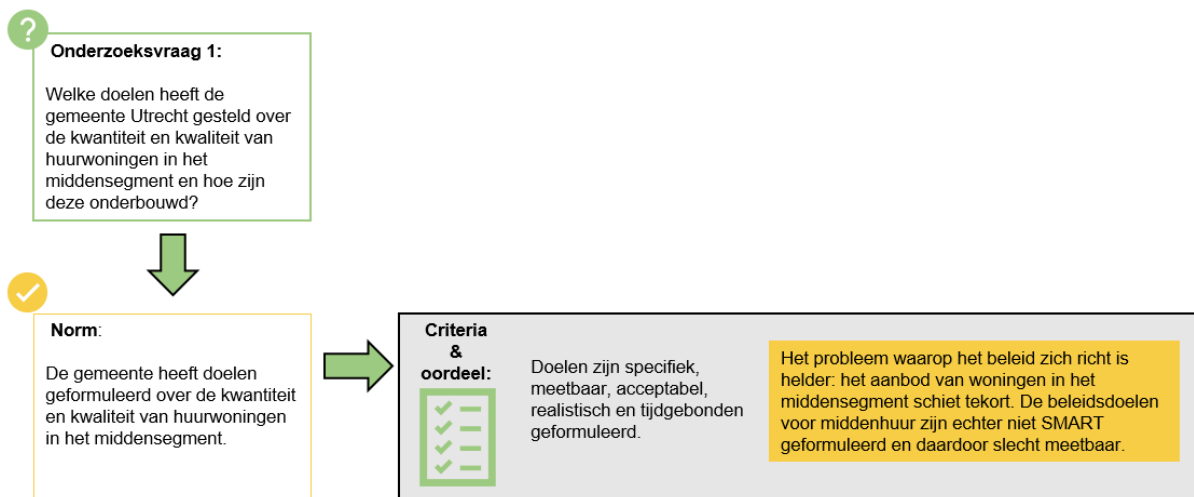 Onderzoeksvraag 1:
Welke doelen heeft de
gemeente Utrecht gesteld over
de kwantiteit en kwaliteit van
huurwoningen in het
middensegment en hoe zijn
deze onderbouwd?
Norm:
De gemeente heeft doelen
geformuleerd over de kwantiteit
en kwaliteit van huurwoningen
in het middensegment.
Criteria
&
oordeel:
Doelen zijn specifiek,
meetbaar, acceptabel,
realistisch en tijdgebonden
geformuleerd.
Het probleem waarop het beleid zich richt is
helder: het aanbod van woningen in het
middensegment schiet tekort. De beleidsdoelen
voor middenhuur zijn echter niet SMART
geformuleerd en daardoor slecht meetbaar.